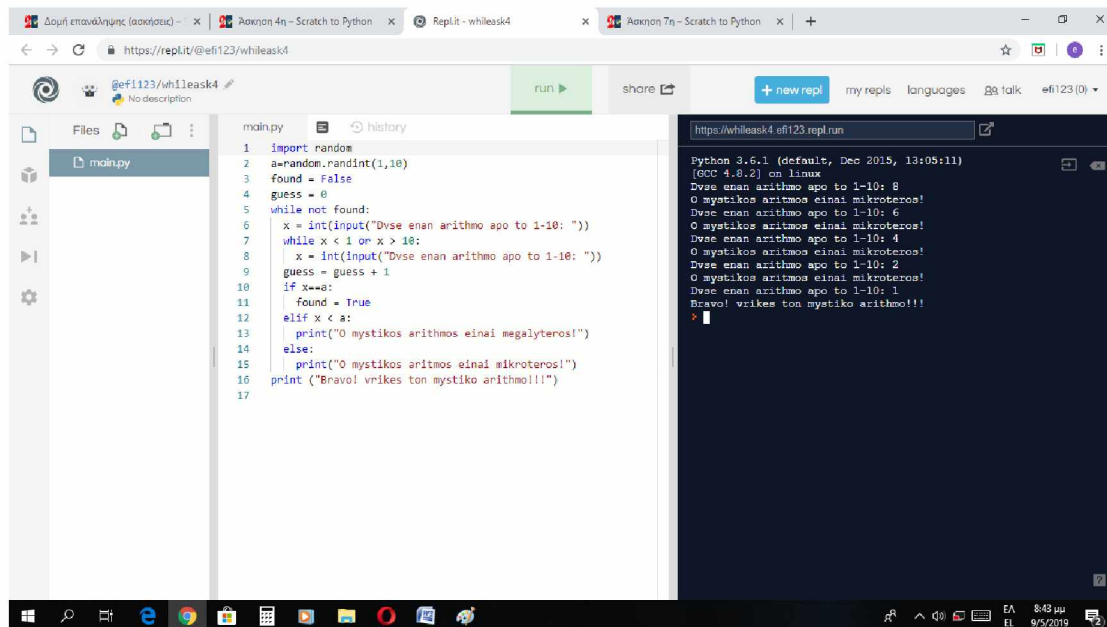 Δομή επανάληψης (ασκήσεις) –
Άσκηση 4η – Scratch to Python
Repl.it - whileask4
Άσκηση 7η – Scratch to Python
https://repl.it/@efi123/whileask4
e
@efi123/whileask4
No description
run
share
+ new repl
my repls
languages
talk
efi123 (0)
Files
main.py
main.py
history
1 import random
2 a=random.randint(1,10)
3 found = False
4 guess = 0
5 while not found:
6 x = int(input("Dvse enan arithmo apo to 1-10: "))
7 while x < 1 or x > 10:
8 x = int(input("Dvse enan arithmo apo to 1-10: "))
9 guess = guess + 1
10 if x==a:
11 found = True
12 elif x < a:
13 print("O mystikos arithmos einai megalyteros!")
14 else:
15 print("O mystikos aritmos einai mikroteros!")
16 print ("Bravo! vrikes ton mystiko arithmo!!!")
17
https://whileask4.efi123.repl.run
Python 3.6.1 (default, Dec 2015, 13:05:11)
[GCC 4.8.2] on linux
Dvse enan arithmo apo to 1-10: 8
O mystikos aritmos einai mikroteros!
Dvse enan arithmo apo to 1-10: 6
O mystikos aritmos einai mikroteros!
Dvse enan arithmo apo to 1-10: 4
O mystikos aritmos einai mikroteros!
Dvse enan arithmo apo to 1-10: 2
O mystikos aritmos einai mikroteros!
Dvse enan arithmo apo to 1-10: 1
Bravo! vrikes ton mystiko arithmo!!!
>
?
ΕΛ
EL
8:43 μμ
9/5/2019
2